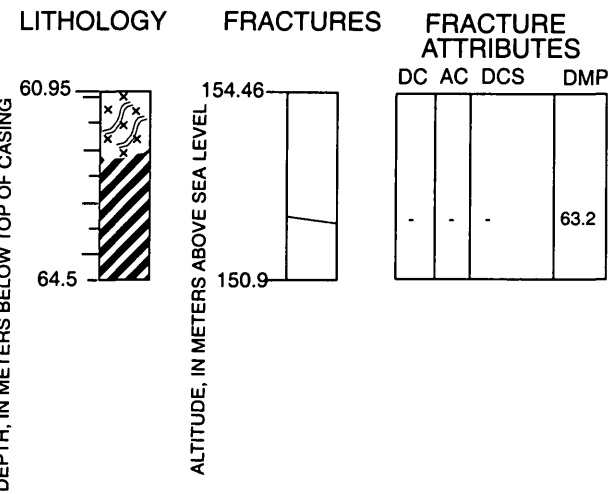 LITHOLOGY
FRACTURES
FRACTURE
ATTRIBUTES
DC AC DCS DMP
60.95
154.46
DEPTH, IN METERS BELOW TOP OF CASING
ALTITUDE, IN METERS ABOVE SEA LEVEL
- - - 63.2
64.5
150.9